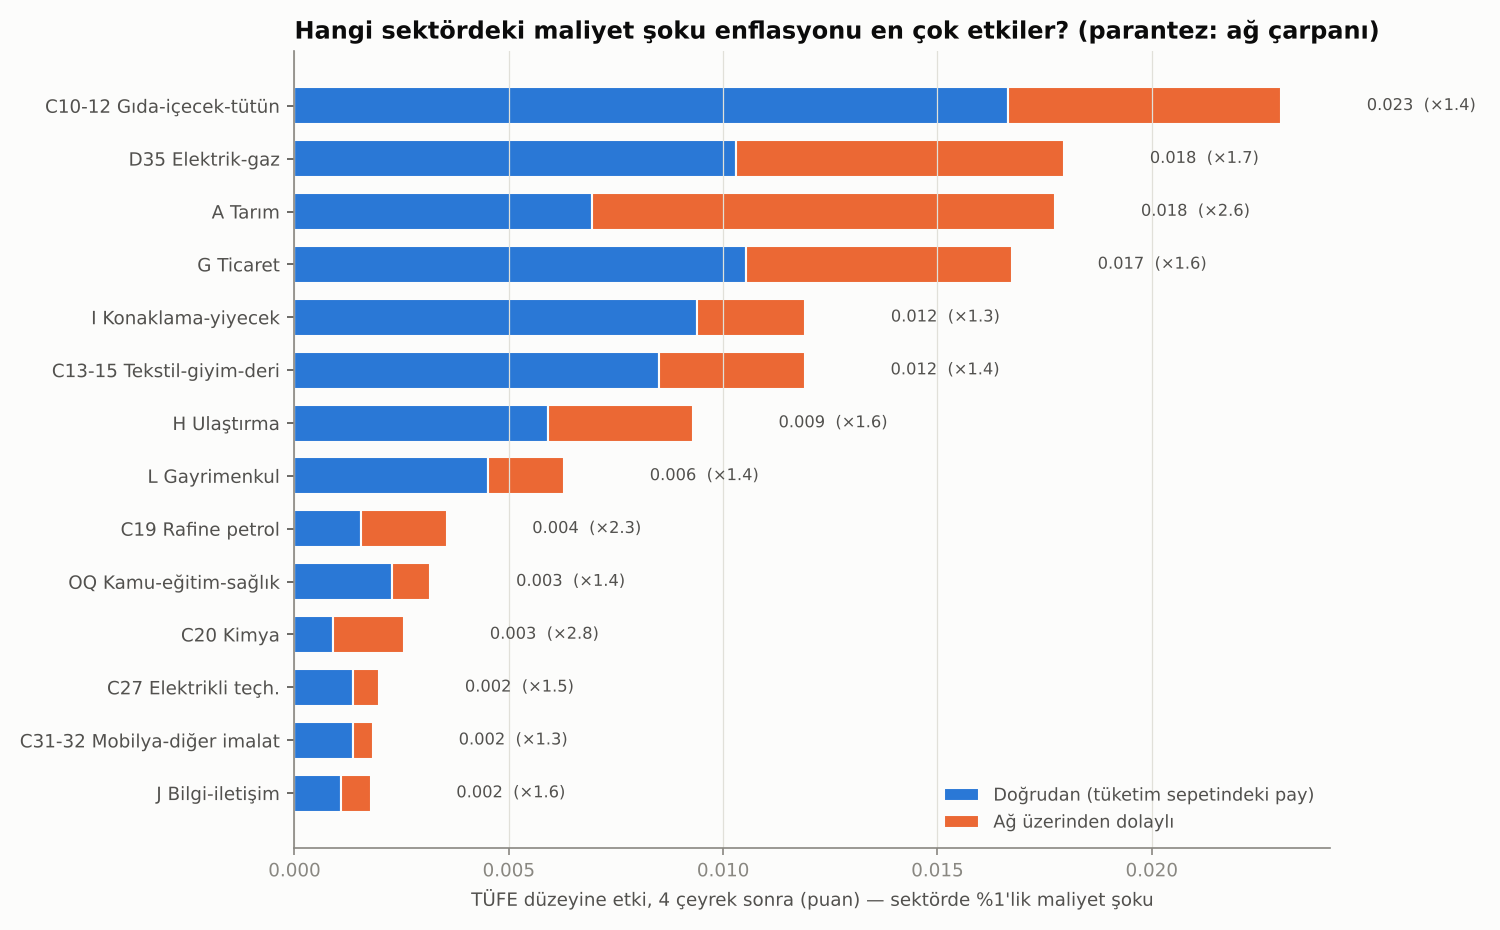 Hangi sektördeki maliyet şoku enflasyonu en çok etkiler? (parantez: ağ çarpanı)
C10-12 Gıda-içecek-tütün 0.023 (×1.4)
D35 Elektrik-gaz 0.018 (×1.7)
A Tarım 0.018 (×2.6)
G Ticaret 0.017 (×1.6)
I Konaklama-yiyecek 0.012 (×1.3)
C13-15 Tekstil-giyim-deri 0.012 (×1.4)
H Ulaştırma 0.009 (×1.6)
L Gayrimenkul 0.006 (×1.4)
C19 Rafine petrol 0.004 (×2.3)
OQ Kamu-eğitim-sağlık 0.003 (×1.4)
C20 Kimya 0.003 (×2.8)
C27 Elektrikli teçh. 0.002 (×1.5)
C31-32 Mobilya-diğer imalat 0.002 (×1.3)
J Bilgi-iletişim 0.002 (×1.6)
Doğrudan (tüketim sepetindeki pay)
Ağ üzerinden dolaylı
0.000 0.005 0.010 0.015 0.020
TÜFE düzeyine etki, 4 çeyrek sonra (puan) — sektörde %1'lik maliyet şoku